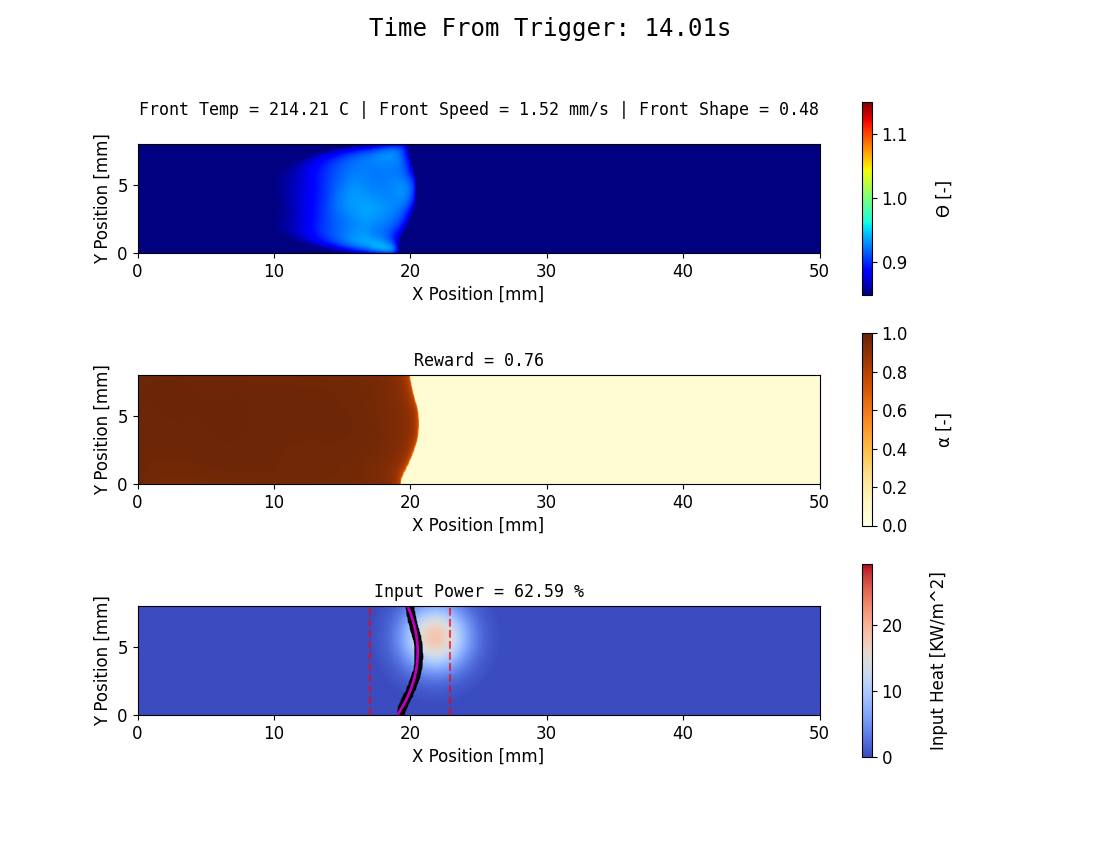 Time From Trigger: 14.01s
Front Temp = 214.21 C | Front Speed = 1.52 mm/s | Front Shape = 0.48
Y Position [mm]
5
0
0 10 20 30 40 50
X Position [mm]
1.1
1.0
0.9
Θ [-]
Reward = 0.76
Y Position [mm]
5
0
0 10 20 30 40 50
X Position [mm]
1.0
0.8
0.6
0.4
0.2
0.0
α [-]
Input Power = 62.59 %
Y Position [mm]
5
0
0 10 20 30 40 50
X Position [mm]
20
10
0
Input Heat [KW/m^2]